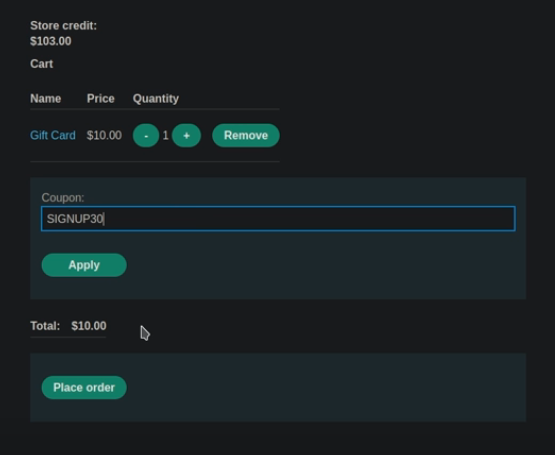 Store credit:
$103.00
Cart
Name Price Quantity
Gift Card $10.00 - 1 + Remove
Coupon:
SIGNUP30
Apply
Total: $10.00
Place order